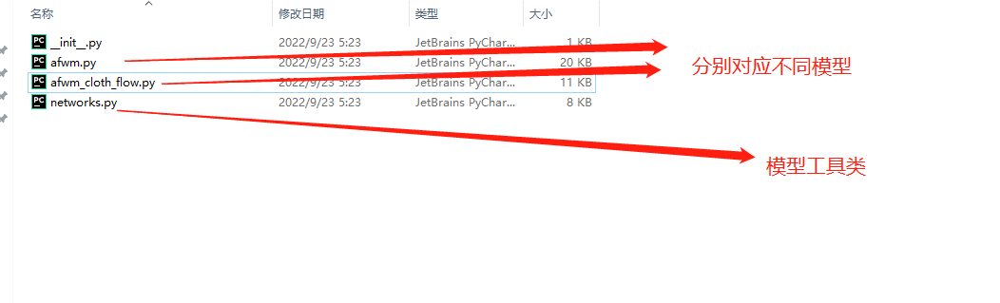 名称 修改日期 类型 大小
__init__.py 2022/9/23 5:23 JetBrains PyChar... 1 KB
afwm.py 2022/9/23 5:23 JetBrains PyChar... 20 KB
afwm_cloth_flow.py 2022/9/23 5:23 JetBrains PyChar... 11 KB
networks.py 2022/9/23 5:23 JetBrains PyChar... 8 KB
分别对应不同模型
模型工具类